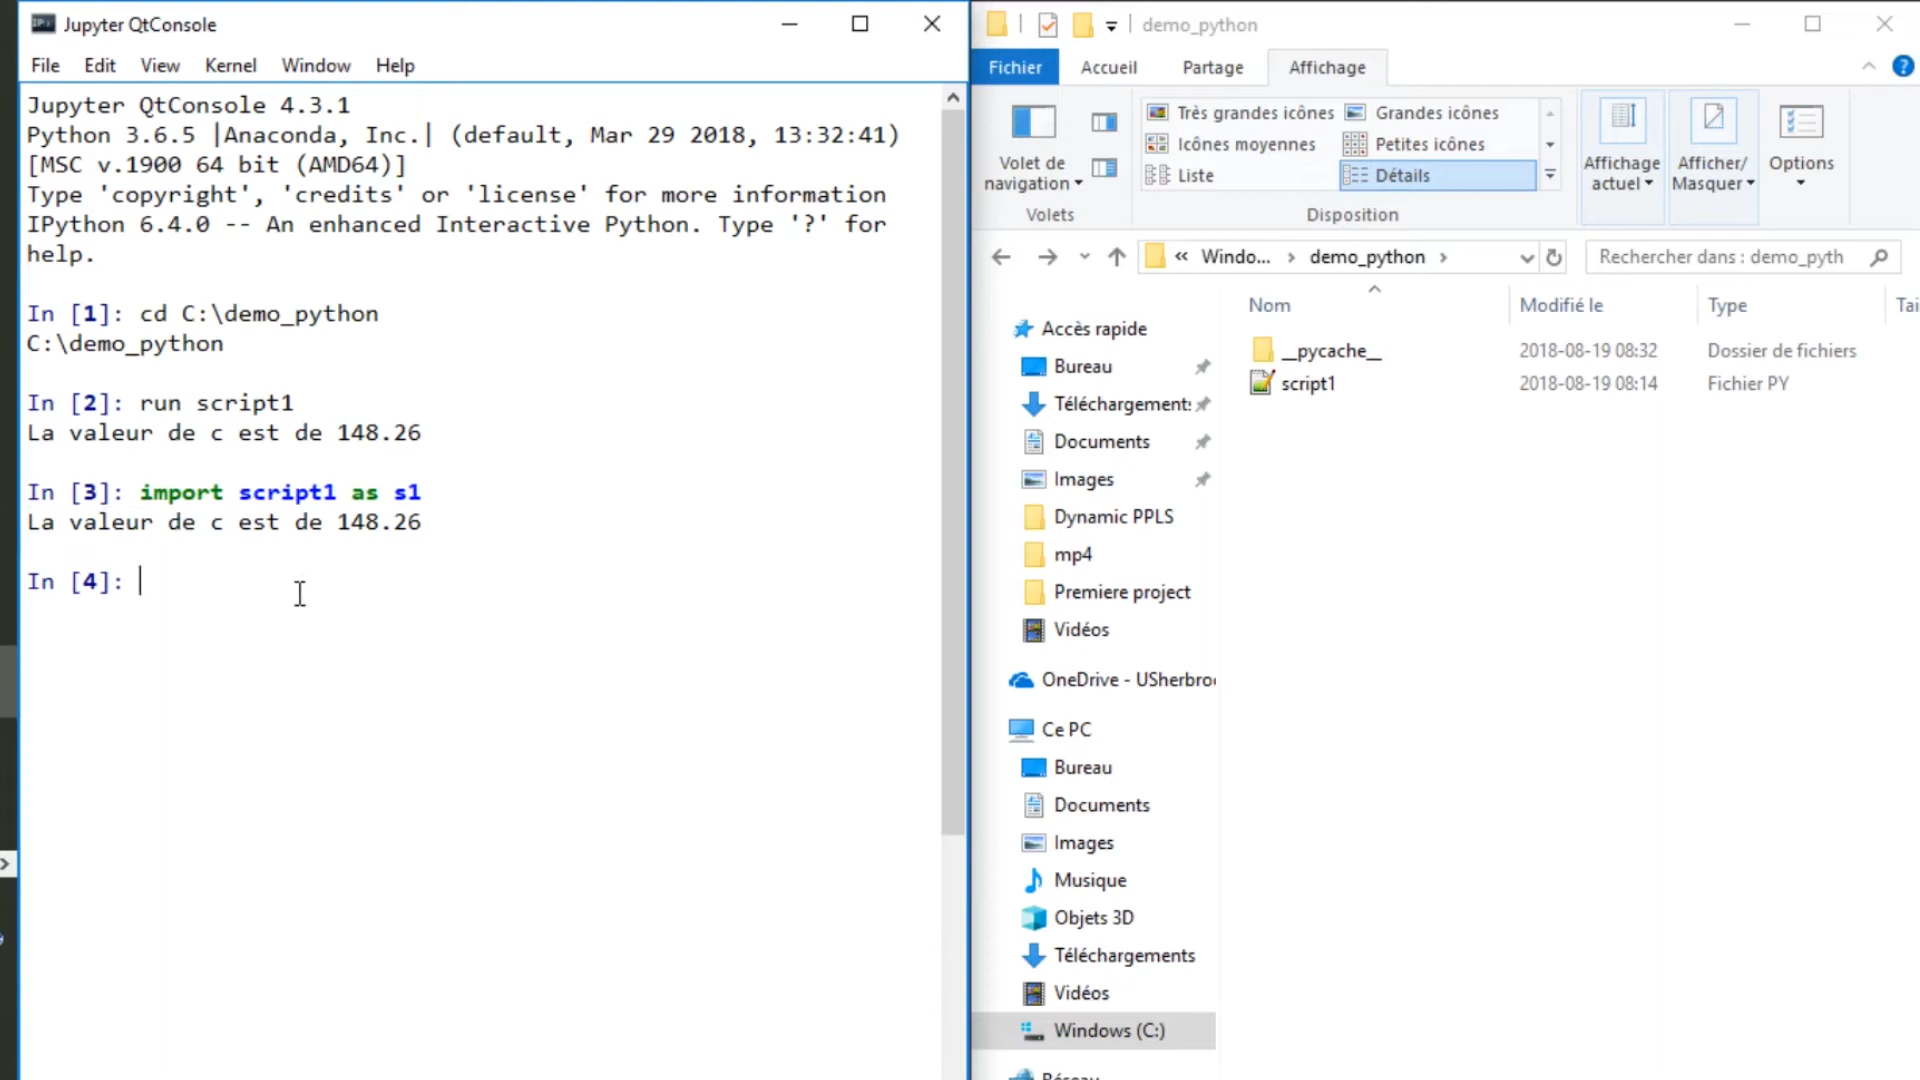 Jupyter QtConsole
File Edit View Kernel Window Help
Jupyter QtConsole 4.3.1
Python 3.6.5 |Anaconda, Inc.| (default, Mar 29 2018, 13:32:41)
[MSC v.1900 64 bit (AMD64)]
Type 'copyright', 'credits' or 'license' for more information
IPython 6.4.0 -- An enhanced Interactive Python. Type '?' for
help.
In [1]: cd C:\demo_python
C:\demo_python
In [2]: run script1
La valeur de c est de 148.26
In [3]: import script1 as s1
La valeur de c est de 148.26
In [4]:
demo_python
Fichier Accueil Partage Affichage
Volet de
navigation
Volets
Très grandes icônes Grandes icônes
Icônes moyennes Petites icônes
Liste Détails
Disposition
Affichage
actuel
Afficher/
Masquer
Options
« Windo... > demo_python >
Rechercher dans : demo_pyth
Nom Modifié le Type Tai
__pycache__ 2018-08-19 08:32 Dossier de fichiers
script1 2018-08-19 08:14 Fichier PY
Accès rapide
Bureau
Téléchargements
Documents
Images
Dynamic PPLS
mp4
Premiere project
Vidéos
OneDrive - USherbroo
Ce PC
Bureau
Documents
Images
Musique
Objets 3D
Téléchargements
Vidéos
Windows (C:)
Réseau